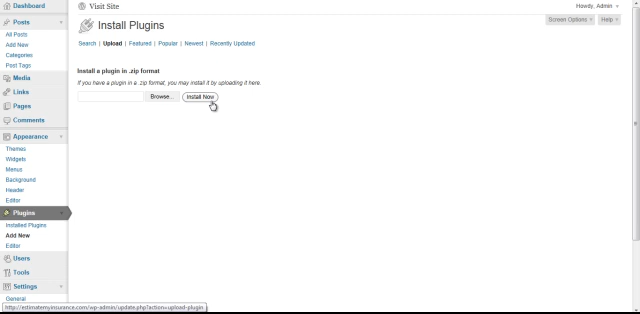 Dashboard
Posts
All Posts
Add New
Categories
Post Tags
Media
Links
Pages
Comments
Appearance
Themes
Widgets
Menus
Background
Header
Editor
Plugins
Installed Plugins
Add New
Editor
Users
Tools
Settings
General
Visit Site
Howdy, Admin
Screen Options
Help
Install Plugins
Search | Upload | Featured | Popular | Newest | Recently Updated
Install a plugin in .zip format
If you have a plugin in a .zip format, you may install it by uploading it here.
Browse...
Install Now
http://estimatemyinsurance.com/wp-admin/update.php?action=upload-plugin